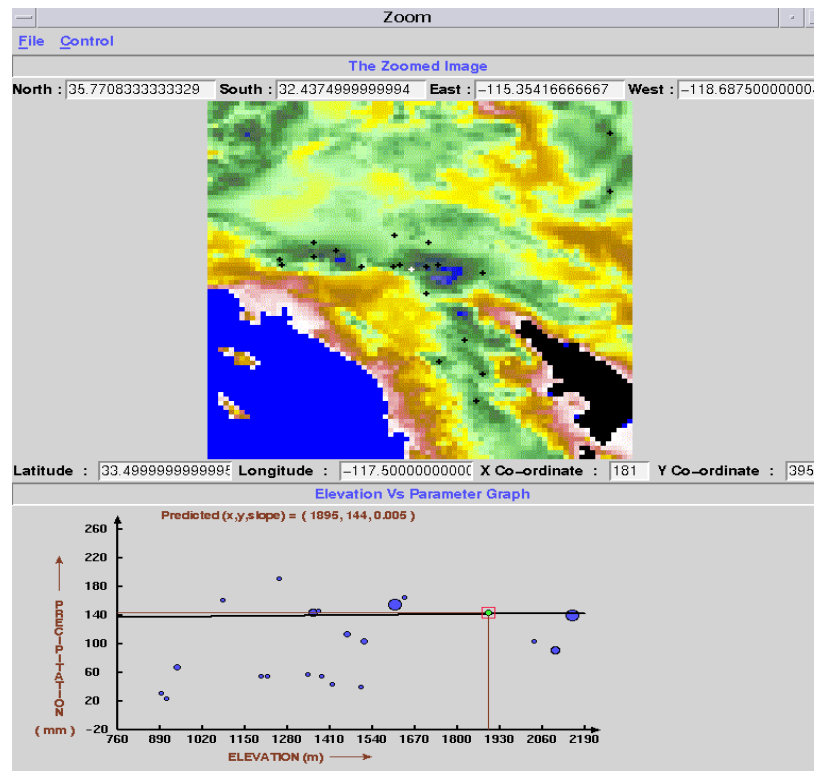 Zoom
File Control
The Zoomed Image
North : 35.7708333333329 South : 32.4374999999994 East : −115.35416666667 West : −118.6875000000
Latitude : 33.499999999999 Longitude : −117.50000000000 X Co−ordinate : 181 Y Co−ordinate : 395
Elevation Vs Parameter Graph
Predicted (x,y,slope) = ( 1895, 144, 0.005 )
260
220
180
140
100
60
20
−20
PRECIPITATION
( mm )
760 890 1020 1150 1280 1410 1540 1670 1800 1930 2060 2190
ELEVATION (m)